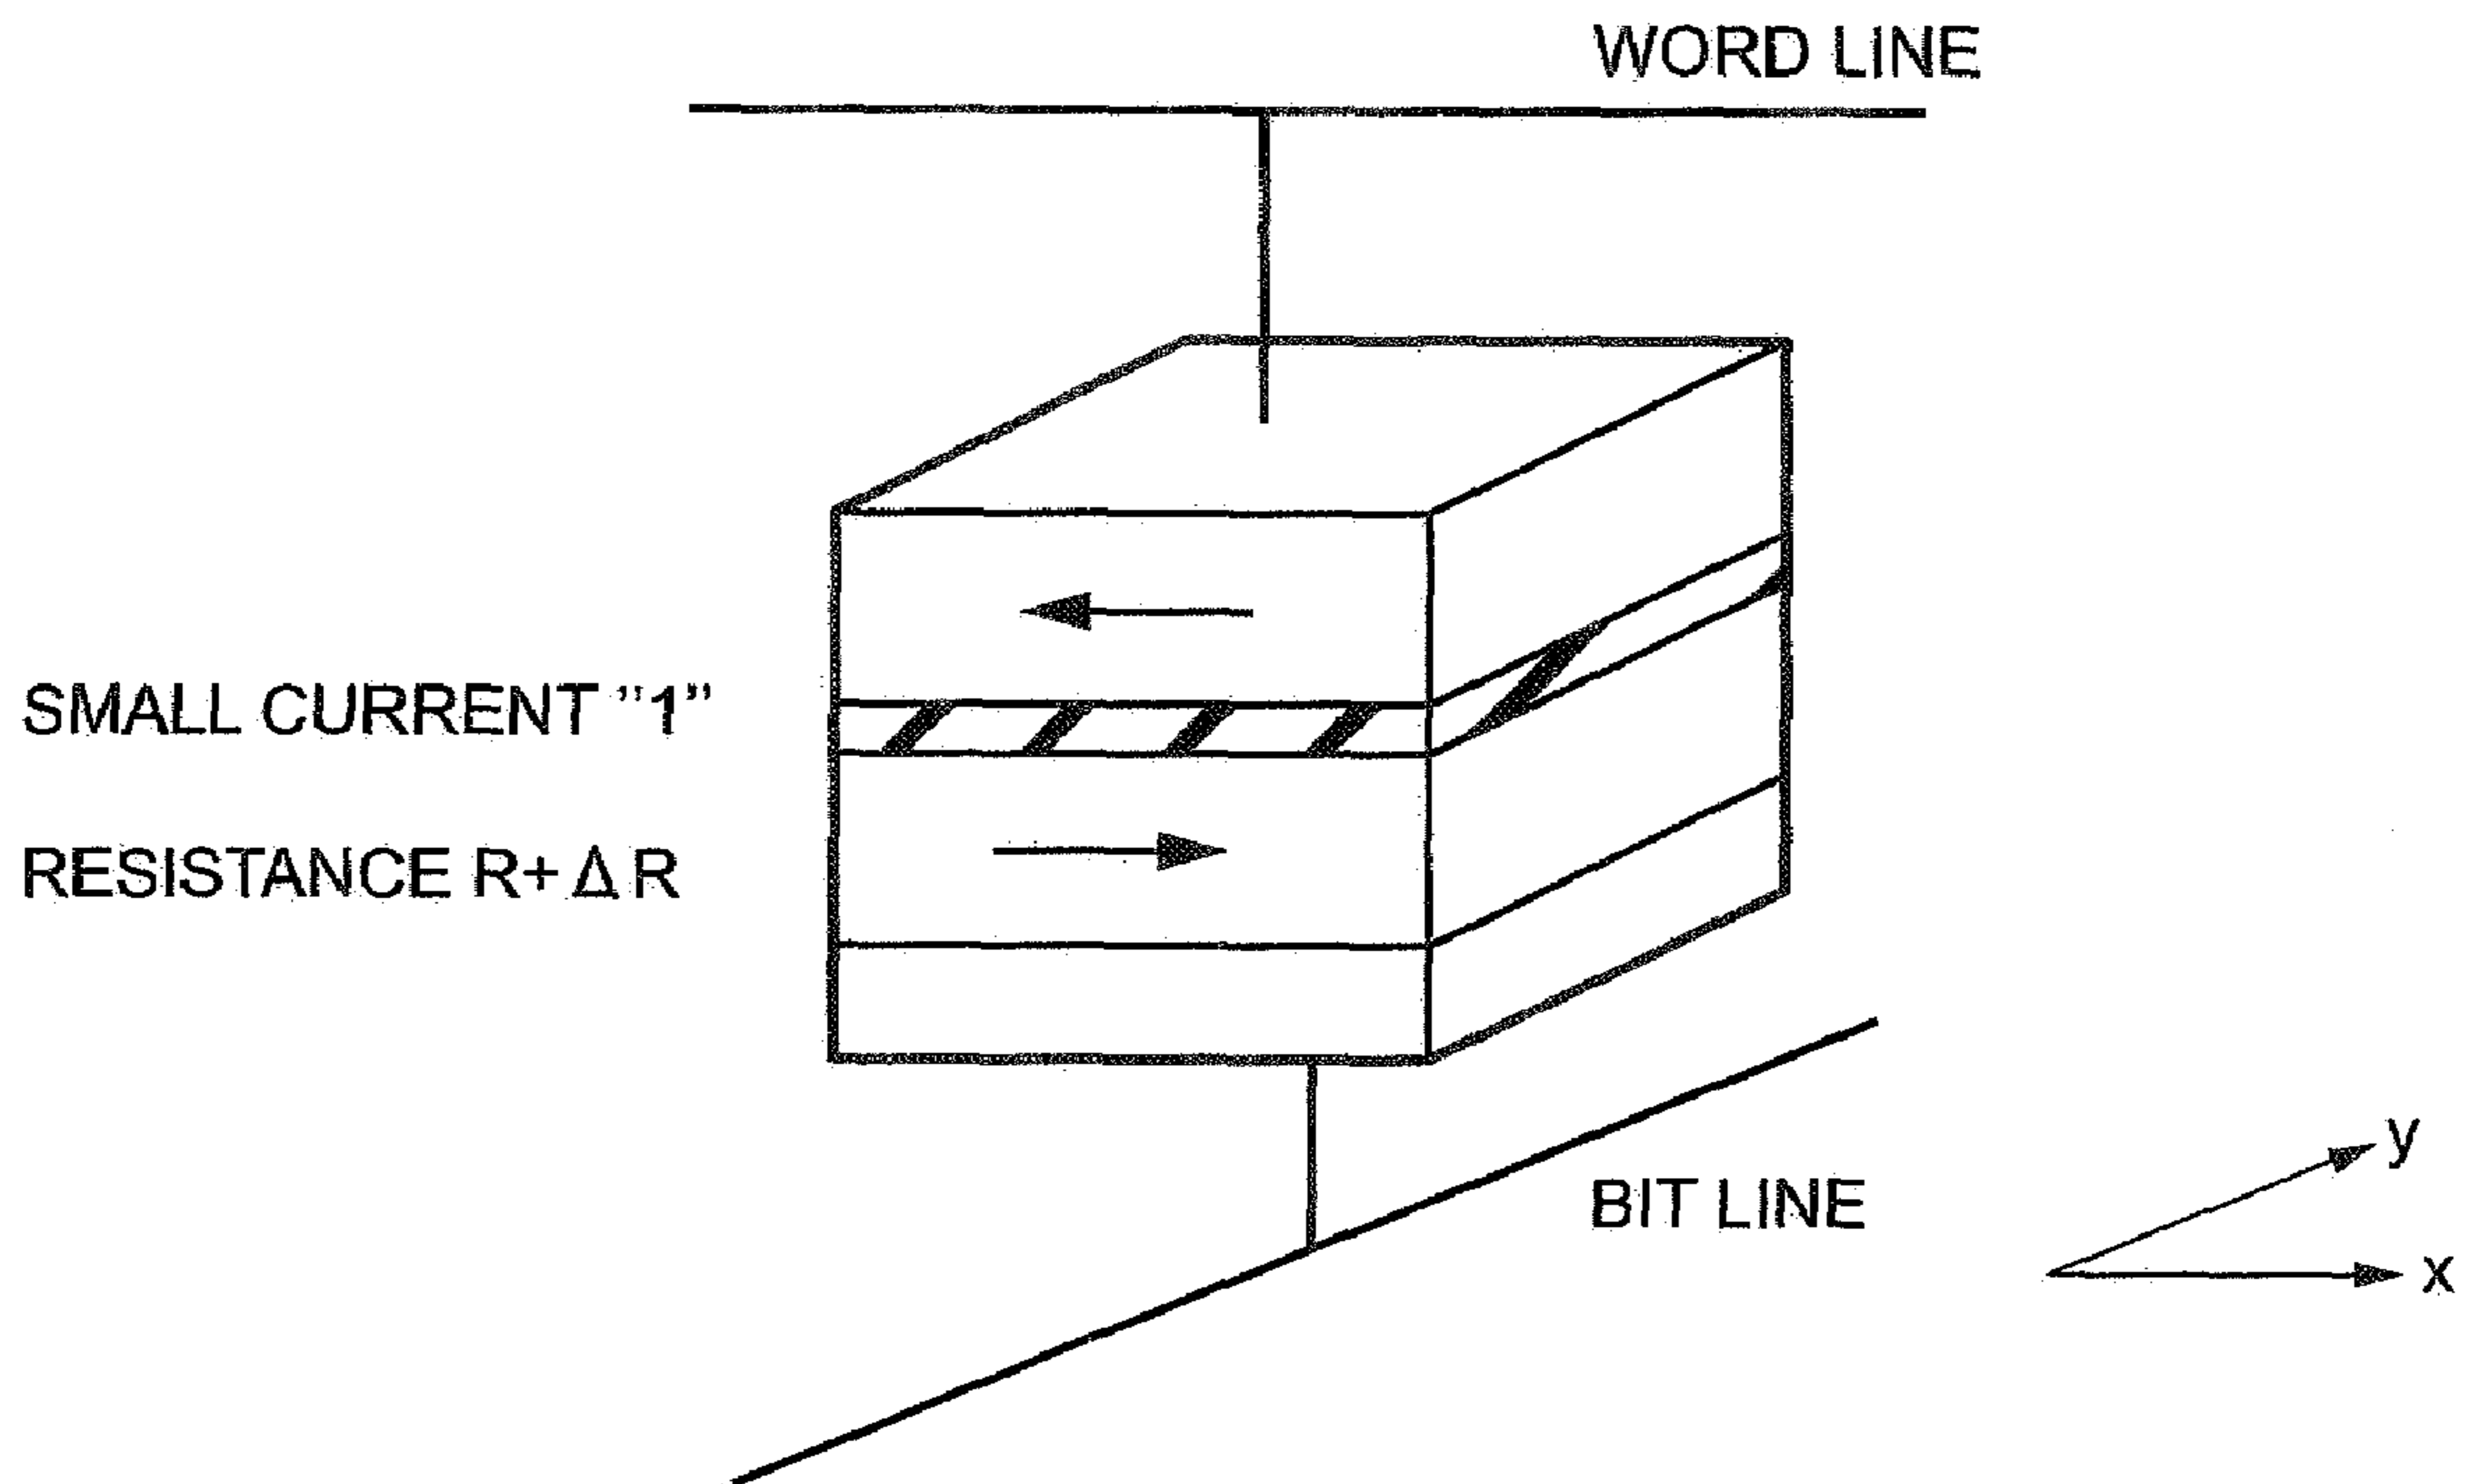 WORD LINE
SMALL CURRENT "1"
RESISTANCE R+ΔR
BIT LINE
y
x